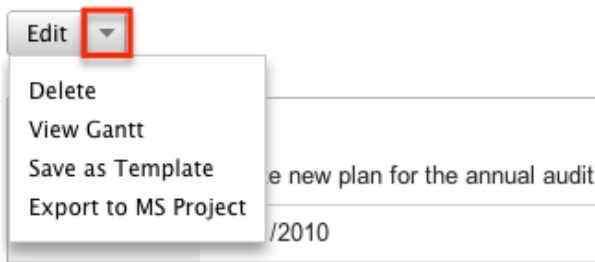 Edit
Delete
View Gantt
Save as Template
e new plan for the annual audit
Export to MS Project
/2010